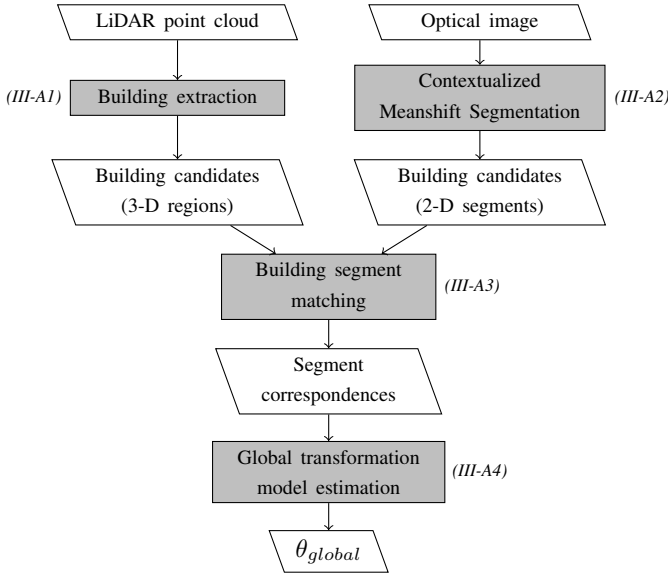 LiDAR point cloud
Optical image
(III-A1)
Building extraction
Contextualized
Meanshift Segmentation
(III-A2)
Building candidates
(3-D regions)
Building candidates
(2-D segments)
Building segment
matching
(III-A3)
Segment
correspondences
Global transformation
model estimation
(III-A4)
θglobal